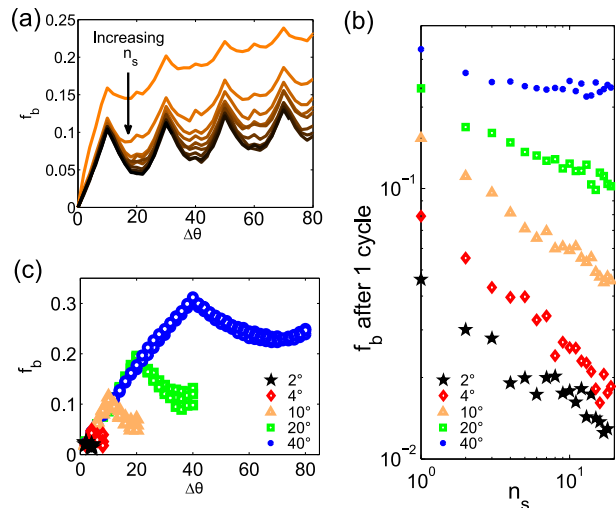 (a)
0.25
0.2
0.15
0.1
0.05
0
f_b
Increasing
n_s
0 20 40 60 80
Δθ
(c)
0.3
0.2
0.1
0
f_b
2°
4°
10°
20°
40°
0 20 40 60 80
Δθ
(b)
10^-1
10^-2
f_b after 1 cycle
2°
4°
10°
20°
40°
10^0 10^1
n_s